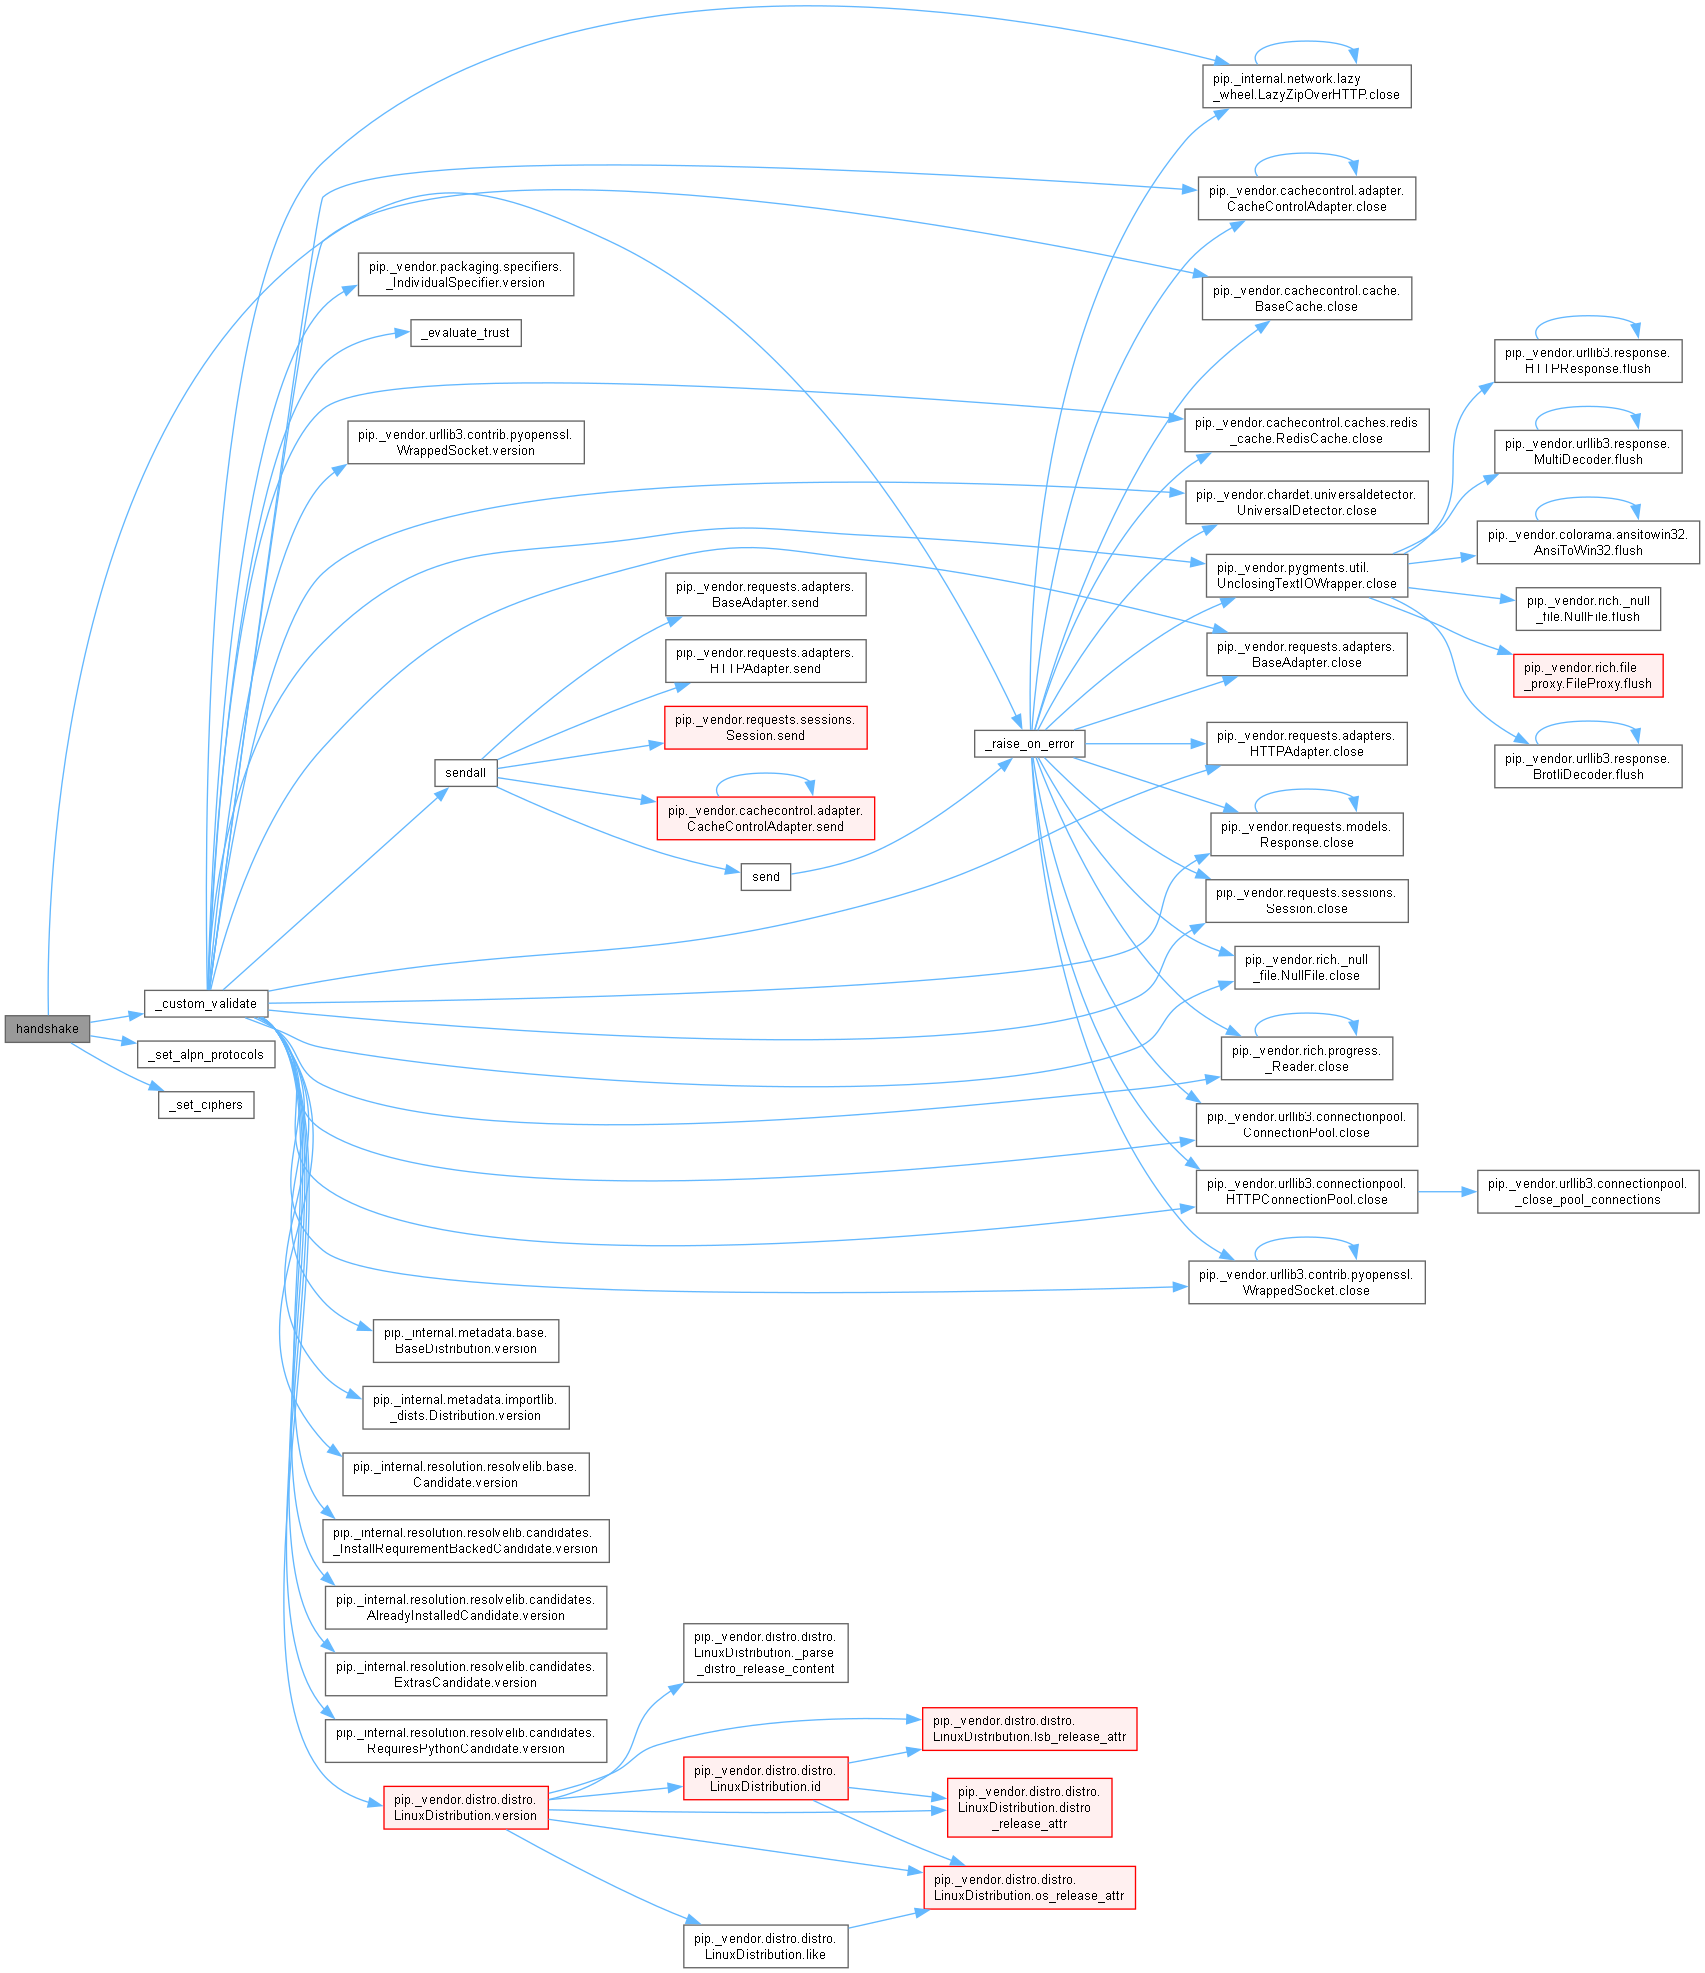 pip._internal.network.lazy
_wheel.LazyZipOverHTTP.close
pip._vendor.cachecontrol.adapter.
CacheControlAdapter.close
pip._vendor.packaging.specifiers.
_IndividualSpecifier.version
pip._vendor.cachecontrol.cache.
BaseCache.close
_evaluate_trust
pip._vendor.urllib3.response.
HTTPResponse.flush
pip._vendor.urllib3.contrib.pyopenssl.
WrappedSocket.version
pip._vendor.cachecontrol.caches.redis
_cache.RedisCache.close
pip._vendor.urllib3.response.
MultiDecoder.flush
pip._vendor.chardet.universaldetector.
UniversalDetector.close
pip._vendor.colorama.ansitowin32.
AnsiToWin32.flush
pip._vendor.pygments.util.
UnclosingTextIOWrapper.close
pip._vendor.requests.adapters.
BaseAdapter.send
pip._vendor.rich._null
_file.NullFile.flush
pip._vendor.requests.adapters.
BaseAdapter.close
pip._vendor.requests.adapters.
HTTPAdapter.send
pip._vendor.rich.file
_proxy.FileProxy.flush
pip._vendor.requests.sessions.
Session.send
_raise_on_error
pip._vendor.requests.adapters.
HTTPAdapter.close
pip._vendor.urllib3.response.
BrotliDecoder.flush
sendall
pip._vendor.cachecontrol.adapter.
CacheControlAdapter.send
pip._vendor.requests.models.
Response.close
send
pip._vendor.requests.sessions.
Session.close
pip._vendor.rich._null
_file.NullFile.close
_custom_validate
handshake
_set_alpn_protocols
pip._vendor.rich.progress.
_Reader.close
_set_ciphers
pip._vendor.urllib3.connectionpool.
ConnectionPool.close
pip._vendor.urllib3.connectionpool.
HTTPConnectionPool.close
pip._vendor.urllib3.connectionpool.
_close_pool_connections
pip._vendor.urllib3.contrib.pyopenssl.
WrappedSocket.close
pip._internal.metadata.base.
BaseDistribution.version
pip._internal.metadata.importlib.
_dists.Distribution.version
pip._internal.resolution.resolvelib.base.
Candidate.version
pip._internal.resolution.resolvelib.candidates.
_InstallRequirementBackedCandidate.version
pip._internal.resolution.resolvelib.candidates.
AlreadyInstalledCandidate.version
pip._internal.resolution.resolvelib.candidates.
ExtrasCandidate.version
pip._internal.resolution.resolvelib.candidates.
RequiresPythonCandidate.version
pip._vendor.distro.distro.
LinuxDistribution._parse
_distro_release_content
pip._vendor.distro.distro.
LinuxDistribution.lsb_release_attr
pip._vendor.distro.distro.
LinuxDistribution.id
pip._vendor.distro.distro.
LinuxDistribution.version
pip._vendor.distro.distro.
LinuxDistribution.distro
_release_attr
pip._vendor.distro.distro.
LinuxDistribution.os_release_attr
pip._vendor.distro.distro.
LinuxDistribution.like